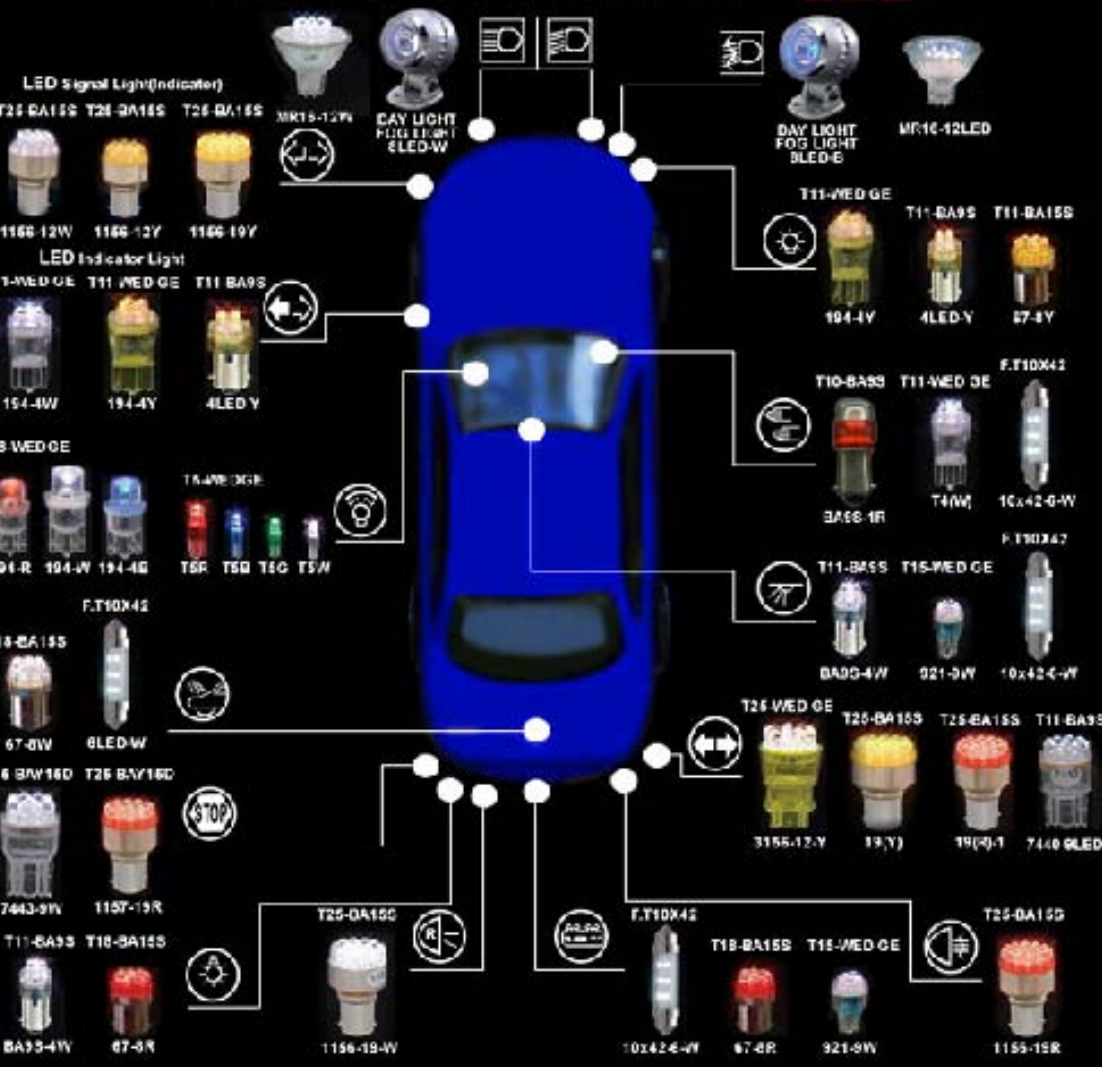 LED Signal Light(Indicator)
T25-BA15S T25-BA15S
MR16-12W
DAY LIGHT
FOG LIGHT
6LED-W
DAY LIGHT
FOG LIGHT
MR16-12LED
1156-12W 1156-12Y 1156-19Y
LED Indicator Light
T11-WEDGE T11-BA9S
194-4W 194-4Y 4LED-Y
T11-WEDGE T11-BA9S T11-BA15S
194-4Y 4LED-Y 67-8Y
T10-BA9S T11-WEDGE F.T10X42
BA9S-1R T4(W) 10x42-6-W
194-W 194-4B
T5-WEDGE
T5R T5B T5G T5W
F.T10X42
T11-BA9S T15-WEDGE
BA9S-4W 921-9W 10x42-6-W
F.T10X42
67-8W 6LED-W
T25-WEDGE T25-BA15S T25-BA15S T11-BA9S
3156-12-Y 19(Y) 19(R)-1 7440 9LED
T25-BAY15D
STOP
7443-9W 1157-19R
T11-BA9S T18-BA15S
BA9S-4W 67-8R
T25-BA15S
R
1156-19-W
F.T10X42
T18-BA15S T15-WEDGE
10x42-6-W 67-8R 921-9W
T25-BA15S
1156-19R